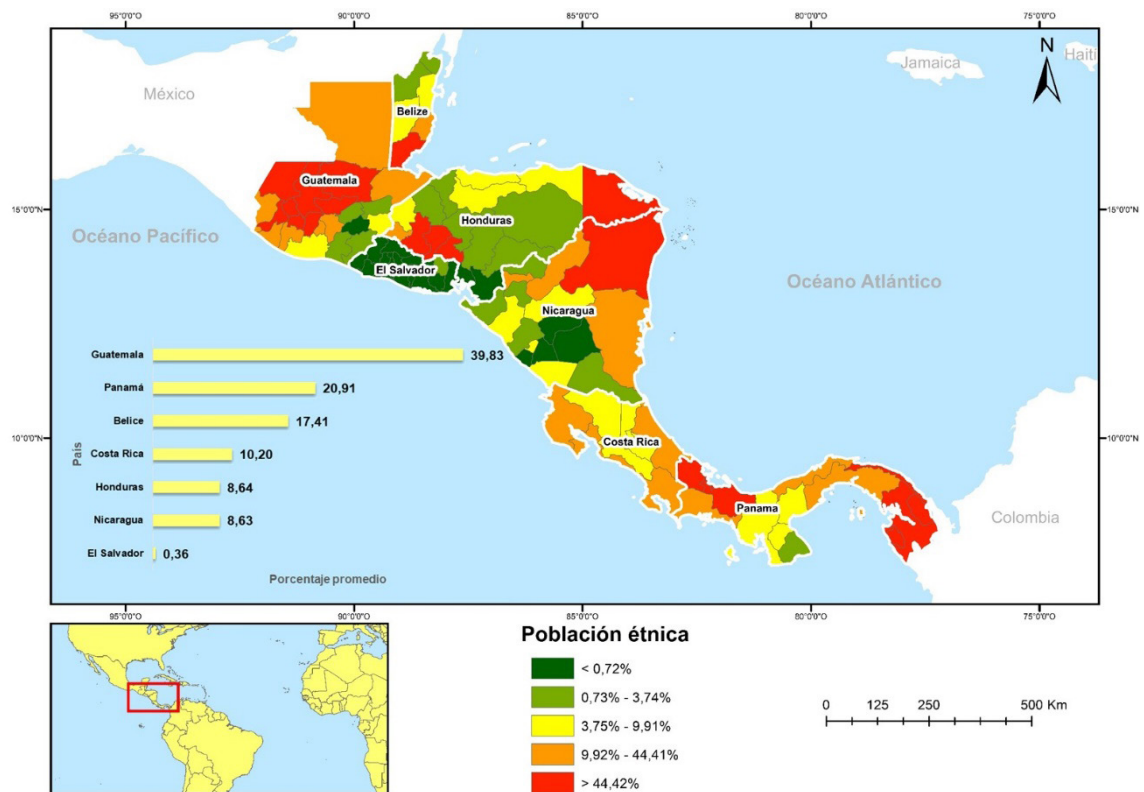 95°0'0"W 90°0'0"W 85°0'0"W 80°0'0"W 75°0'0"W
N
Jamaica
Haiti
México
Belize
Guatemala
15°0'0"N
15°0'0"N
Honduras
Océano Pacífico
El Salvador
Océano Atlántico
Nicaragua
Guatemala 39,83
Panamá 20,91
Belice 17,41
10°0'0"N
10°0'0"N
Costa Rica
País
Costa Rica 10,20
Honduras 8,64
Panama
Colombia
Nicaragua 8,63
El Salvador 0,36
Porcentaje promedio
95°0'0"W 90°0'0"W 85°0'0"W 80°0'0"W 75°0'0"W
Población étnica
< 0,72%
0,73% - 3,74%
3,75% - 9,91%
9,92% - 44,41%
> 44,42%
0 125 250 500 Km